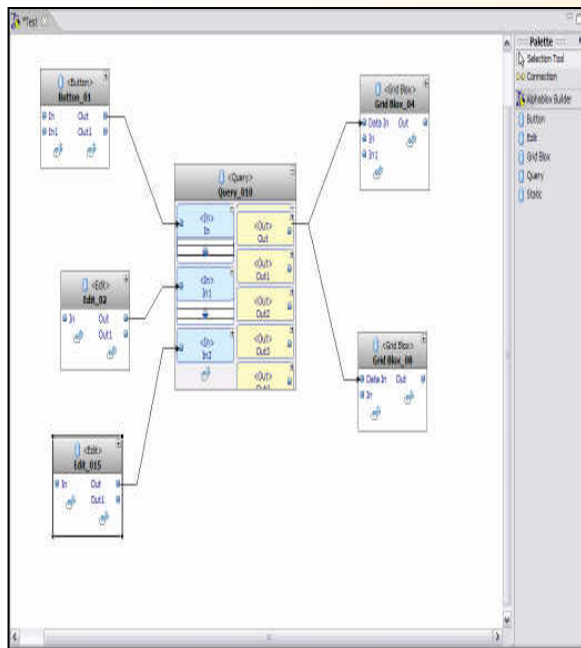 *Test
<Button>
Button_01
In Out
In1 Out1
<Edit>
Edit_02
In Out
Out1
<Edit>
Edit_015
In Out
Out1
<Query>
Query_010
<In>
In
<In>
In1
<In>
In2
<Out>
Out
<Out>
Out1
<Out>
Out2
<Out>
Out3
<Out>
<Grid Blox>
Grid Blox_04
Data In Out
In
In1
<Grid Blox>
Grid Blox_08
Data In Out
In
Palette
Selection Tool
Connection
Alphablox Builder
Button
Edit
Grid Blox
Query
Static